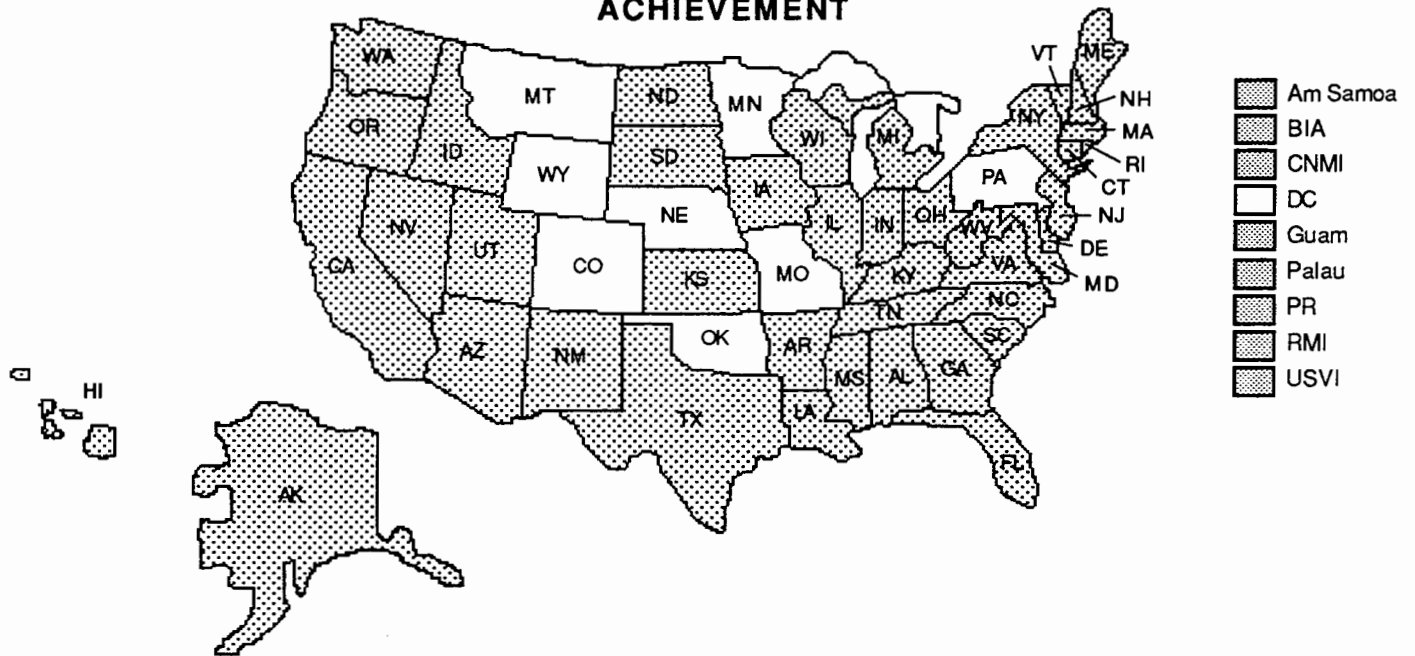 ACHIEVEMENT
WA
MT
ND
MN
VT
ME
OR
ID
WY
SD
WI
MI
NY
NH
MA
RI
CT
NJ
DE
MD
NV
UT
CO
NE
IA
IL
IN
OH
PA
WV
VA
CA
KS
MO
KY
NC
TN
SC
AZ
NM
OK
AR
MS
AL
GA
TX
LA
FL
HI
AK
Am Samoa
BIA
CNMI
DC
Guam
Palau
PR
RMI
USVI